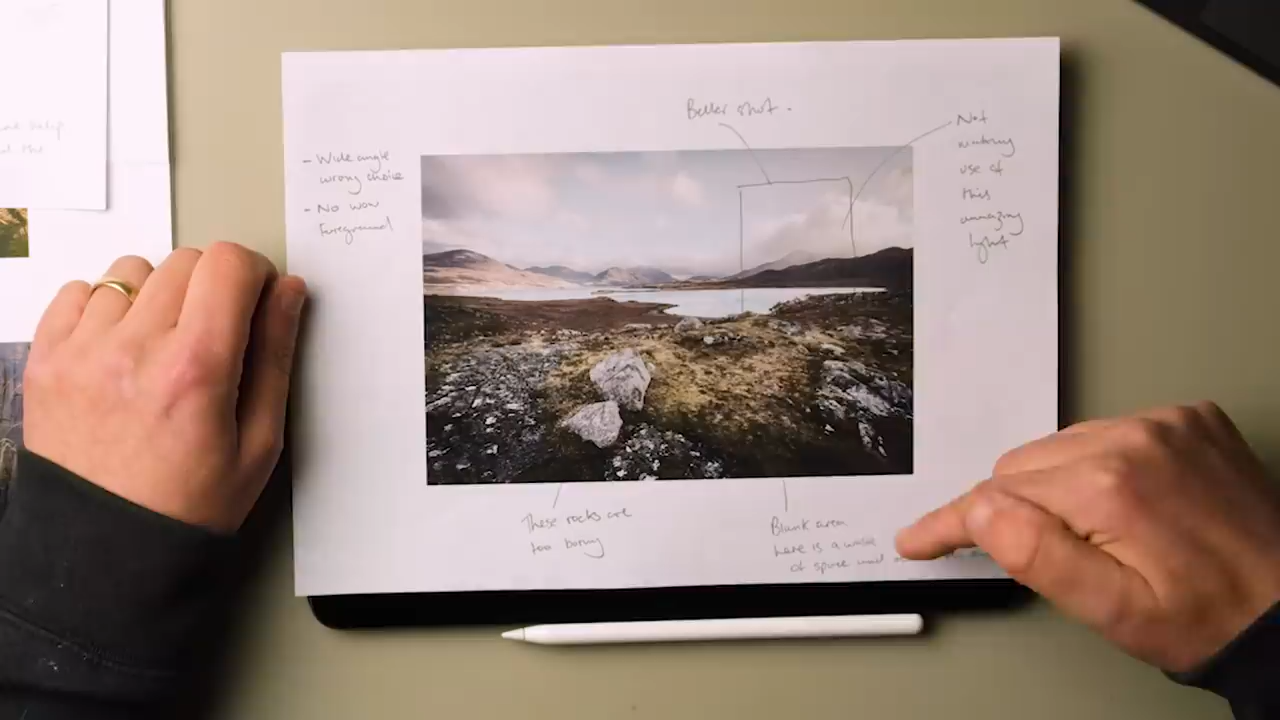 Better shot.
- Wide angle
wrong choice
- No wow
foreground
Not
making
use of
this
amazing
light
These rocks are
too boring
Blank area
here is a waste
of space and